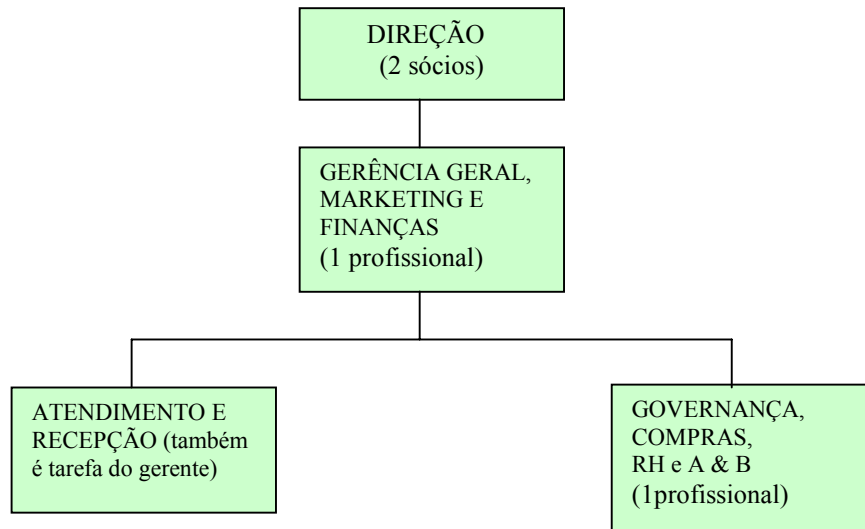 DIREÇÃO
(2 sócios)
GERÊNCIA GERAL,
MARKETING E
FINANÇAS
(1 profissional)
ATENDIMENTO E
RECEPÇÃO (também
é tarefa do gerente)
GOVERNANÇA,
COMPRAS,
RH e A & B
(1profissional)